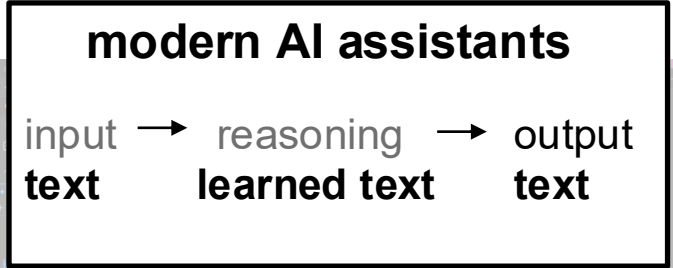 modern AI assistants
input → reasoning → output
text learned text text